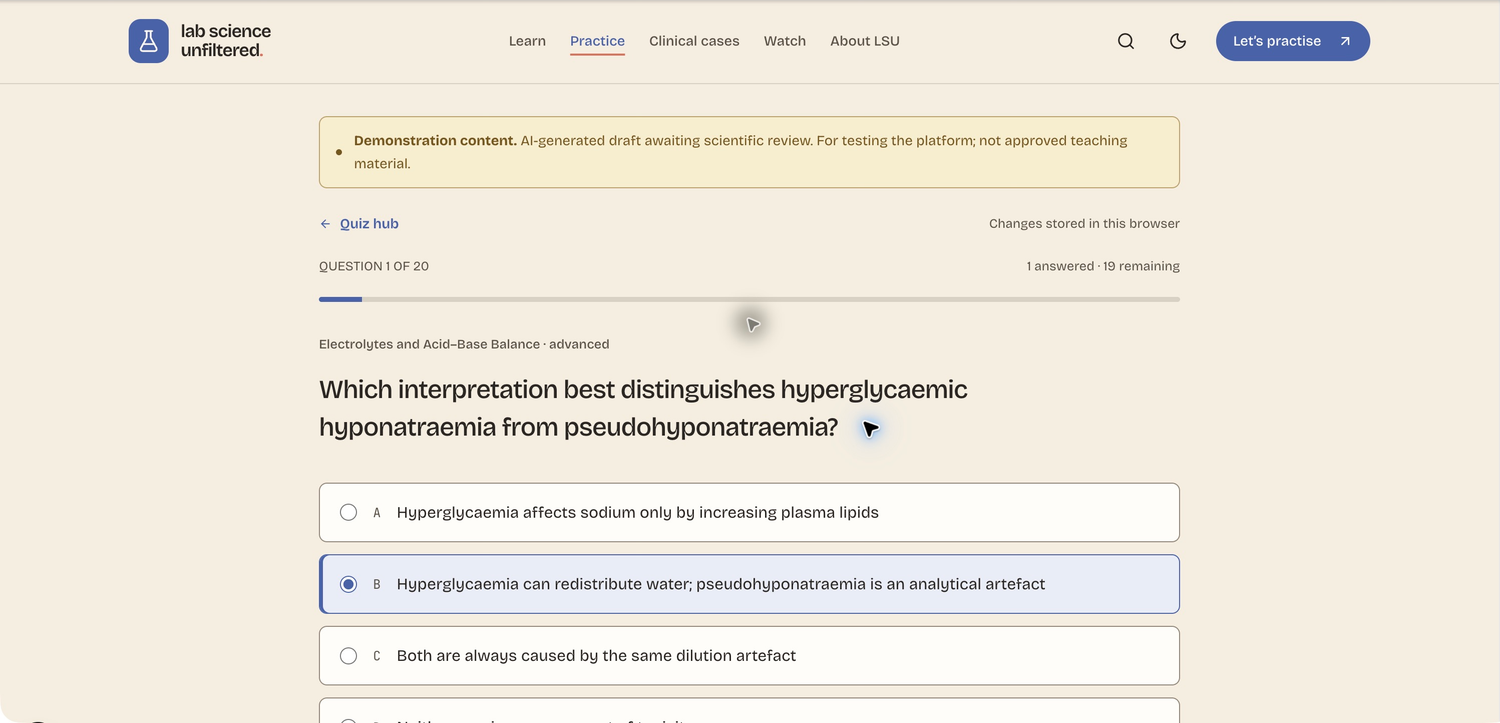 lab science
unfiltered.
Learn
Practice
Clinical cases
Watch
About LSU
Let's practise
Demonstration content. AI-generated draft awaiting scientific review. For testing the platform; not approved teaching
material.
Quiz hub
Changes stored in this browser
QUESTION 1 OF 20
1 answered · 19 remaining
Electrolytes and Acid–Base Balance · advanced
Which interpretation best distinguishes hyperglycaemic
hyponatraemia from pseudohyponatraemia?
A Hyperglycaemia affects sodium only by increasing plasma lipids
B Hyperglycaemia can redistribute water; pseudohyponatraemia is an analytical artefact
C Both are always caused by the same dilution artefact